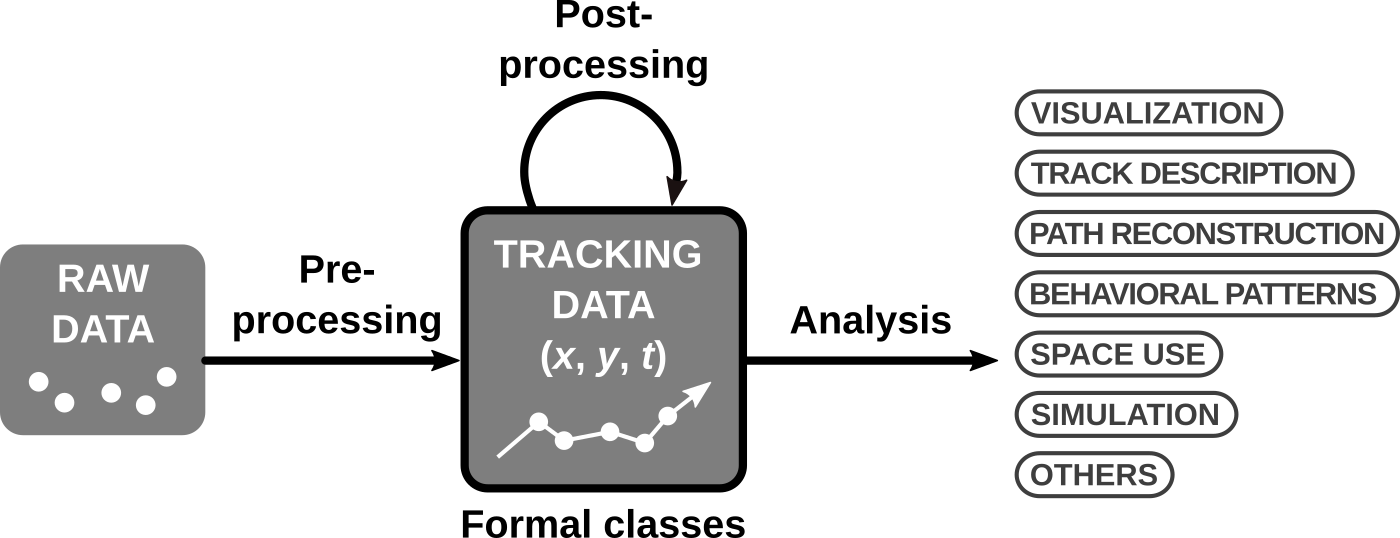 Post-
processing
RAW
DATA
Pre-
processing
TRACKING
DATA
(x, y, t)
Formal classes
Analysis
VISUALIZATION
TRACK DESCRIPTION
PATH RECONSTRUCTION
BEHAVIORAL PATTERNS
SPACE USE
SIMULATION
OTHERS